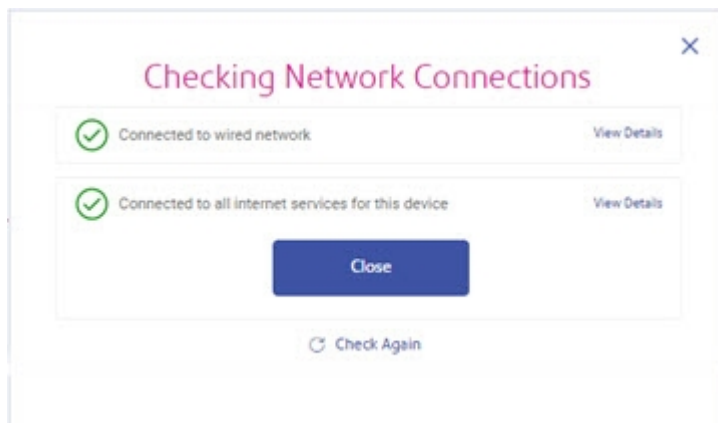 Checking Network Connections
Connected to wired network View Details
Connected to all internet services for this device View Details
Close
Check Again